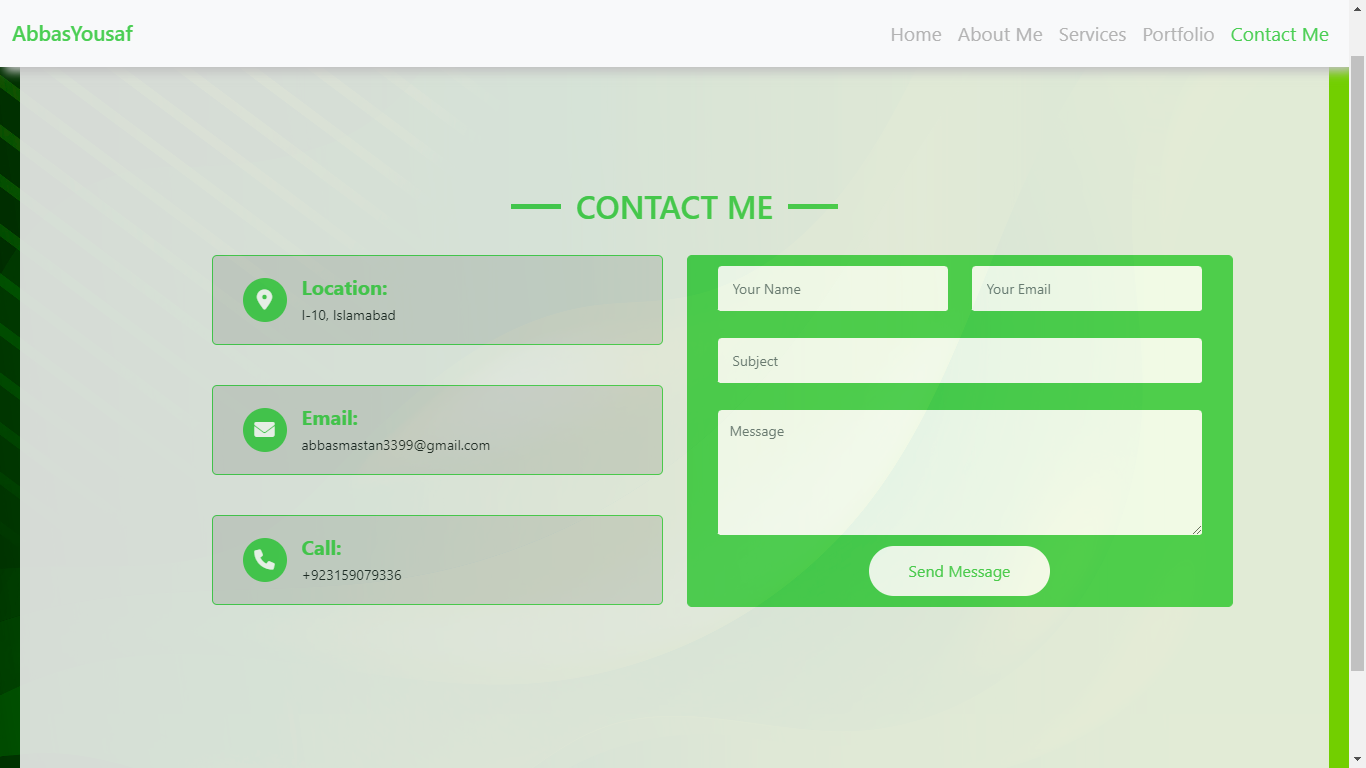 AbbasYousaf
Home About Me Services Portfolio Contact Me
CONTACT ME
Location:
I-10, Islamabad
Email:
abbasmastan3399@gmail.com
Call:
+923159079336
Your Name
Your Email
Subject
Message
Send Message